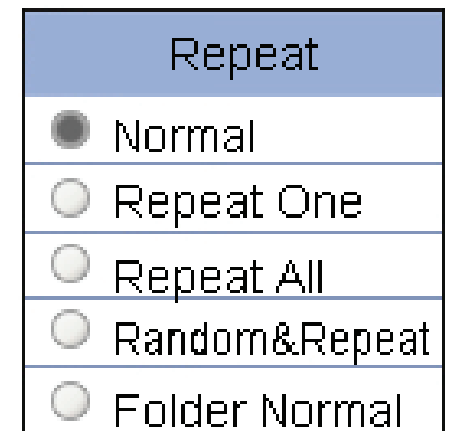 Repeat
Normal
Repeat One
Repeat All
Random&Repeat
Folder Normal